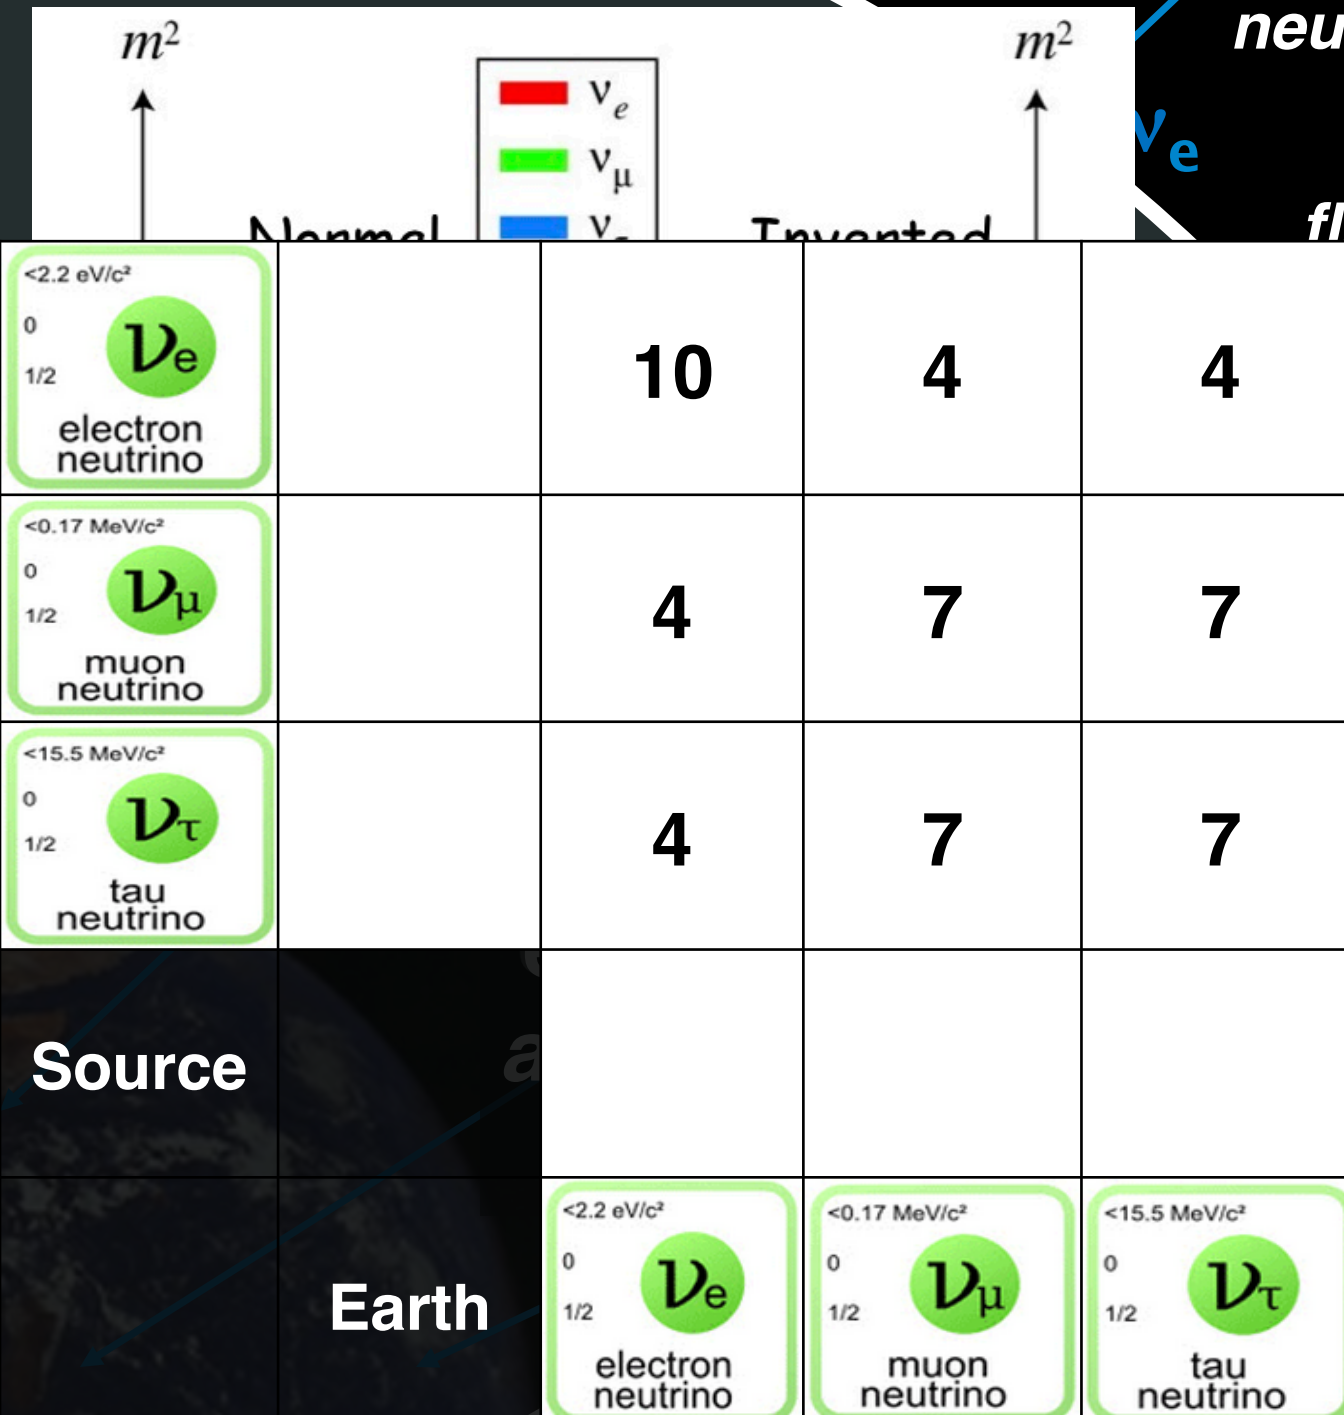 m² m²
neu
νe
νe
νμ
fl
Normal Inverted
<2.2 eV/c²
0
νe
1/2
electron
neutrino
10 4 4
<0.17 MeV/c²
0
νμ
1/2
muon
neutrino
4 7 7
<15.5 MeV/c²
0
ντ
1/2
tau
neutrino
4 7 7
Source
Earth
<2.2 eV/c²
0
νe
1/2
electron
neutrino
<0.17 MeV/c²
0
νμ
1/2
muon
neutrino
<15.5 MeV/c²
0
ντ
1/2
tau
neutrino